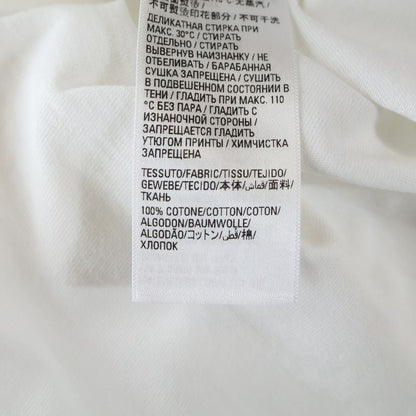 不可熨烫印花部分/不可干洗
ДЕЛИКАТНАЯ СТИРКА ПРИ
МАКС. 30°C / СТИРАТЬ
ОТДЕЛЬНО / СТИРАТЬ
ВЫВЕРНУВ НАИЗНАНКУ / НЕ
ОТБЕЛИВАТЬ / БАРАБАННАЯ
СУШКА ЗАПРЕЩЕНА / СУШИТЬ
В ПОДВЕШЕННОМ СОСТОЯНИИ В
ТЕНИ / ГЛАДИТЬ ПРИ МАКС. 110
°C БЕЗ ПАРА / ГЛАДИТЬ С
ИЗНАНОЧНОЙ СТОРОНЫ /
ЗАПРЕЩАЕТСЯ ГЛАДИТЬ
УТЮГОМ ПРИНТЫ / ХИМЧИСТКА
ЗАПРЕЩЕНА
TESSUTO/FABRIC/TISSU/TEJIDO/
GEWEBE/TECIDO/本体/قماش/面料/
ТКАНЬ
100% COTONE/COTTON/COTON/
ALGODON/BAUMWOLLE/
ALGODÃO/コットン/قطن/棉/
ХЛОПОК